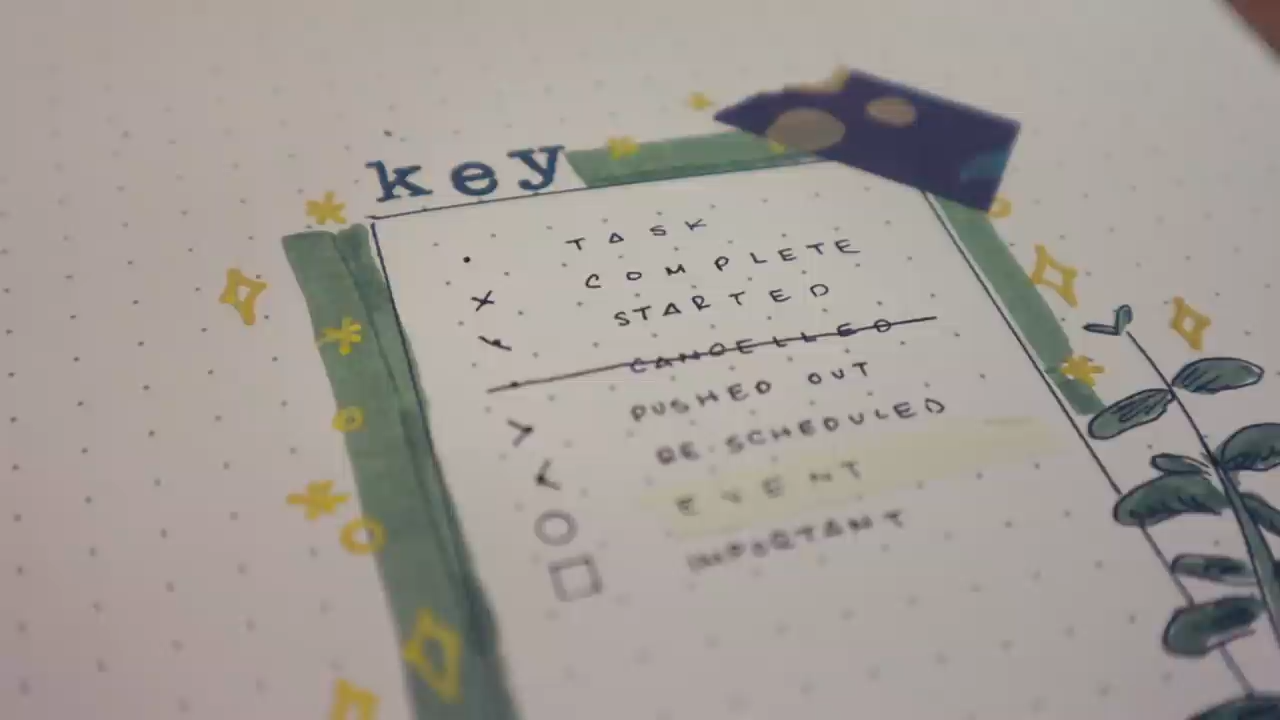 key
• TASK
x COMPLETE
\ STARTED
• CANCELLED
> PUSHED OUT
< RE-SCHEDULED
○ EVENT
□ IMPORTANT